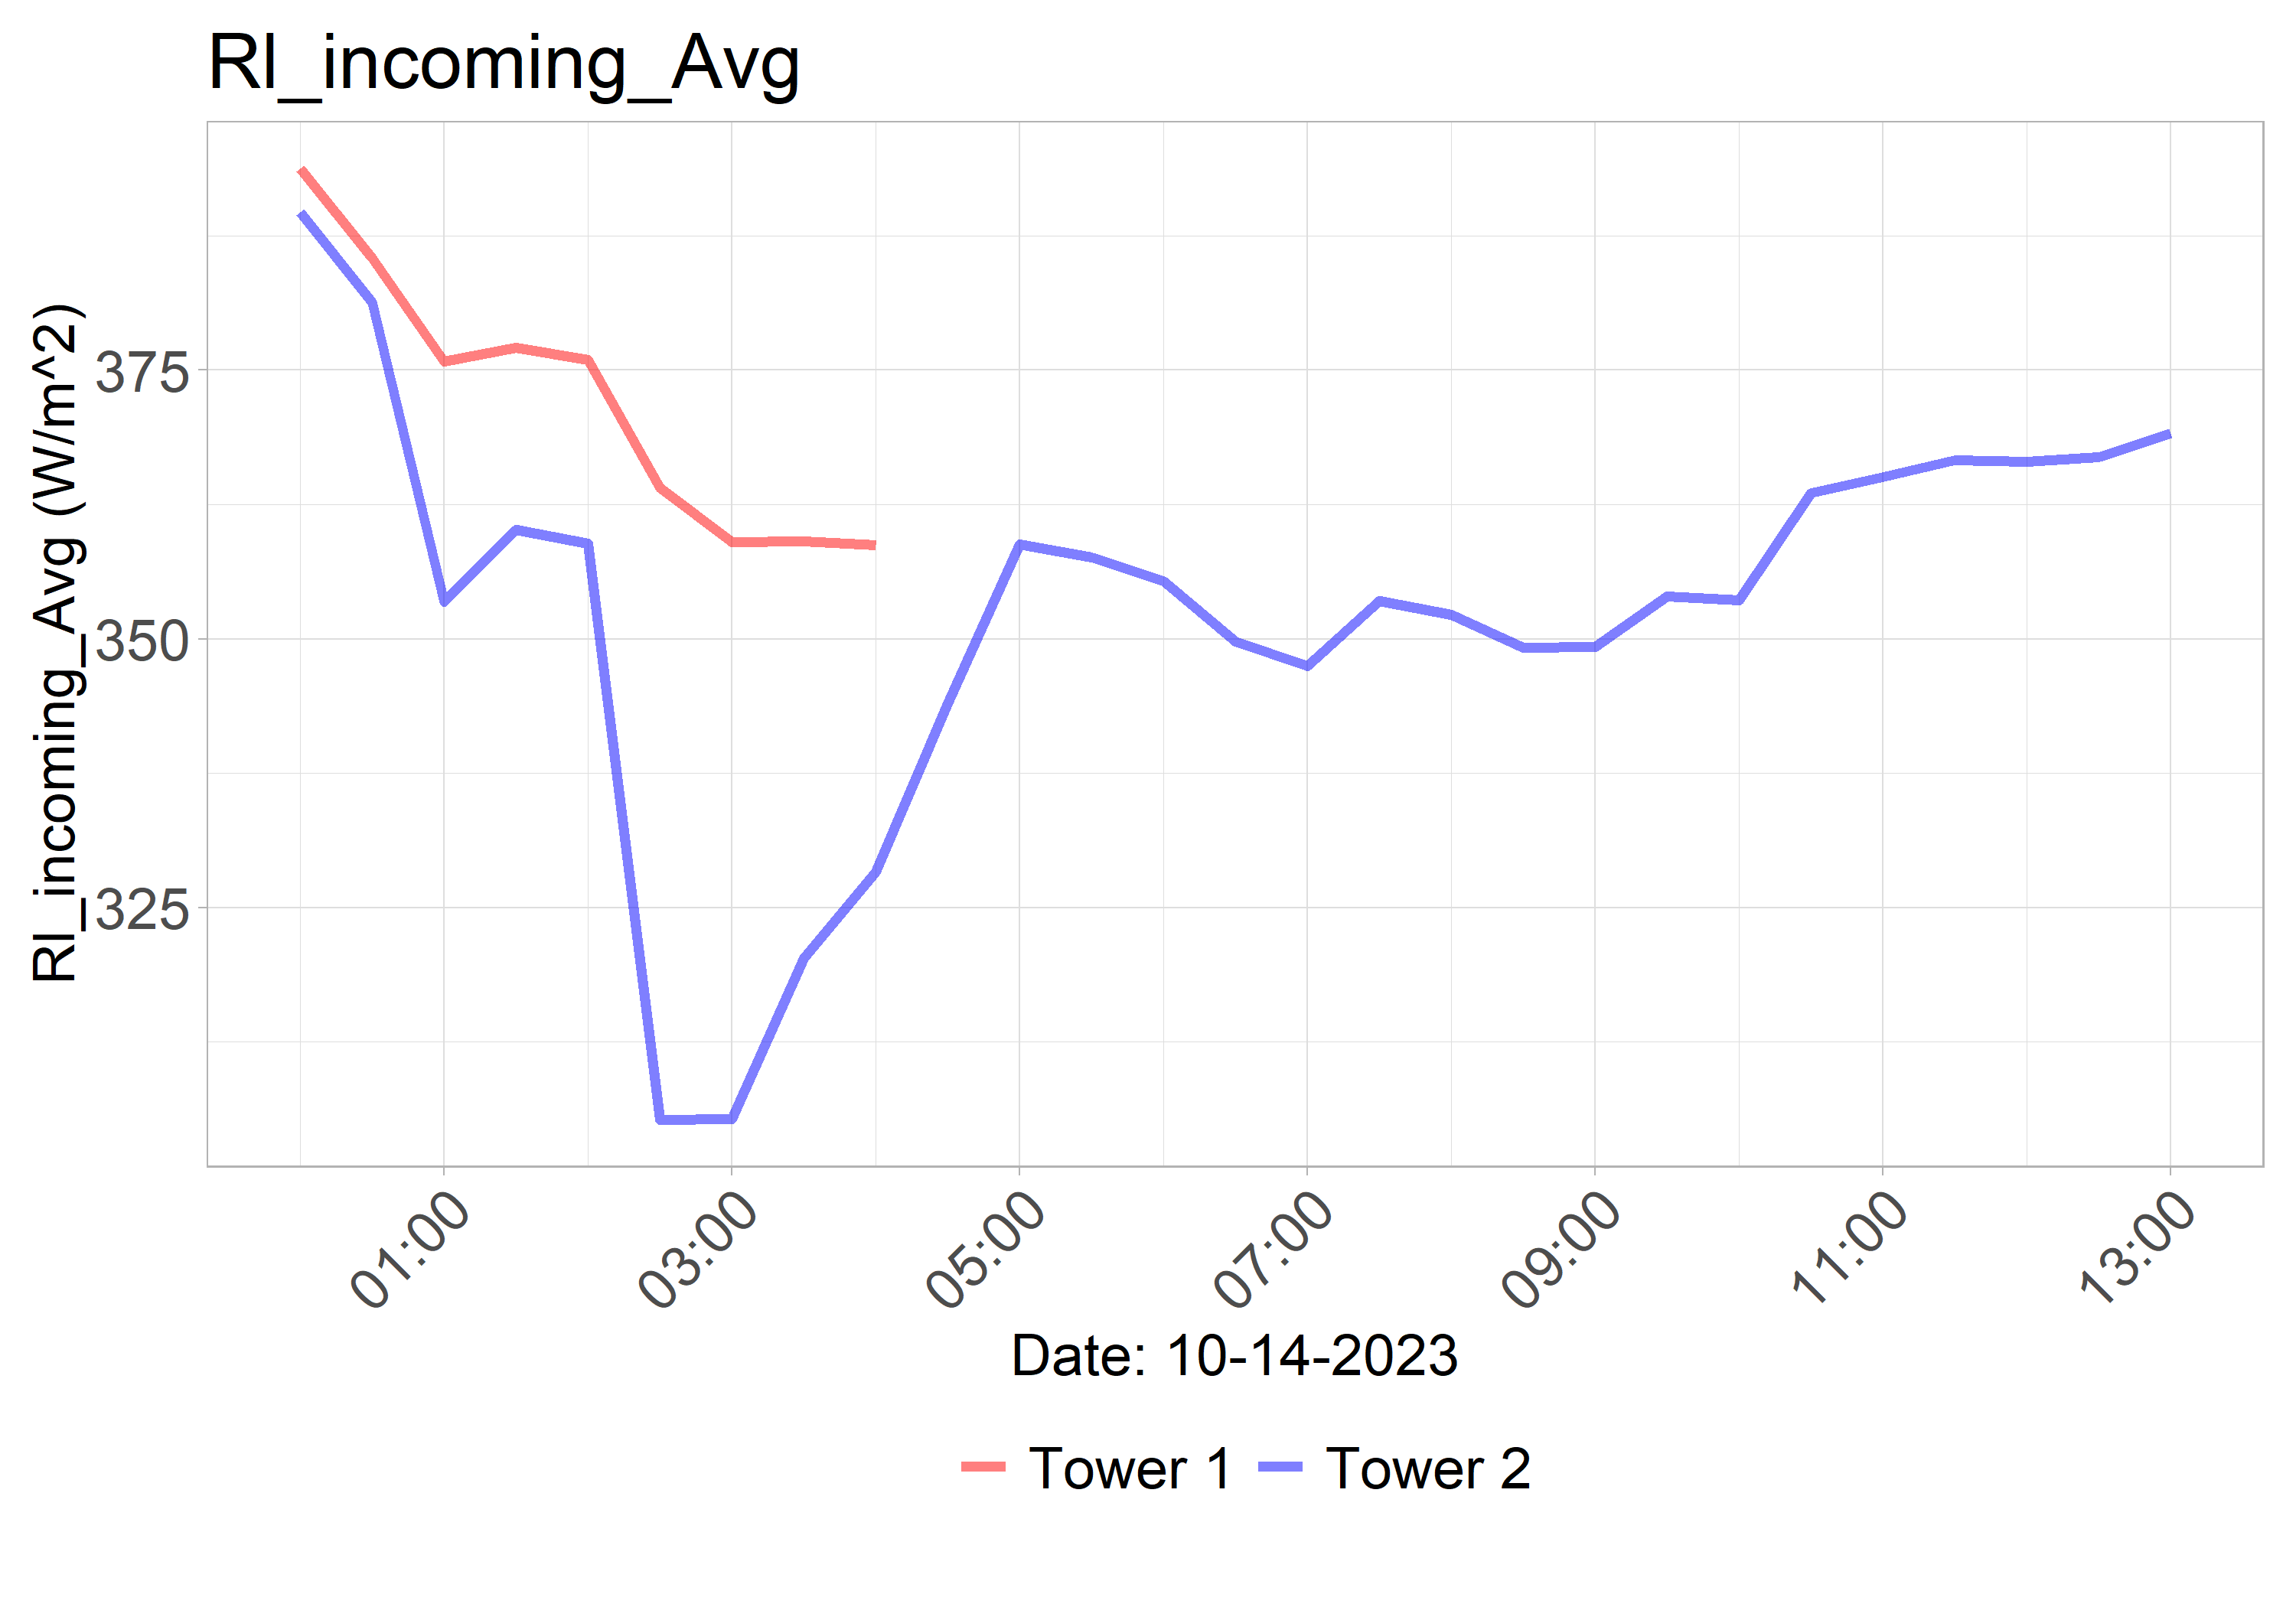 Rl_incoming_Avg
Rl_incoming_Avg (W/m^2)
375
350
325
01:00
03:00
05:00
07:00
09:00
11:00
13:00
Date: 10-14-2023
Tower 1
Tower 2